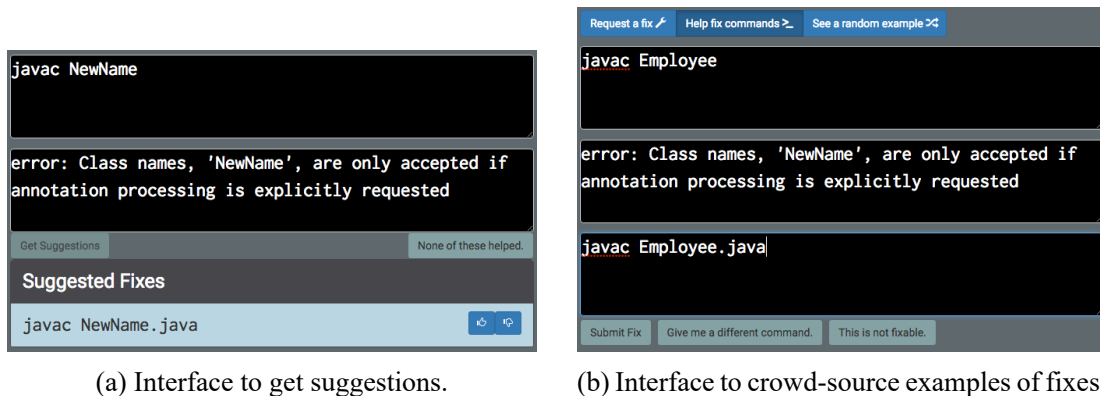 javac NewName
error: Class names, 'NewName', are only accepted if
annotation processing is explicitly requested
Get Suggestions
None of these helped.
Suggested Fixes
javac NewName.java
(a) Interface to get suggestions.
Request a fix
Help fix commands
See a random example
javac Employee
error: Class names, 'NewName', are only accepted if
annotation processing is explicitly requested
javac Employee.java
Submit Fix
Give me a different command.
This is not fixable.
(b) Interface to crowd-source examples of fixes